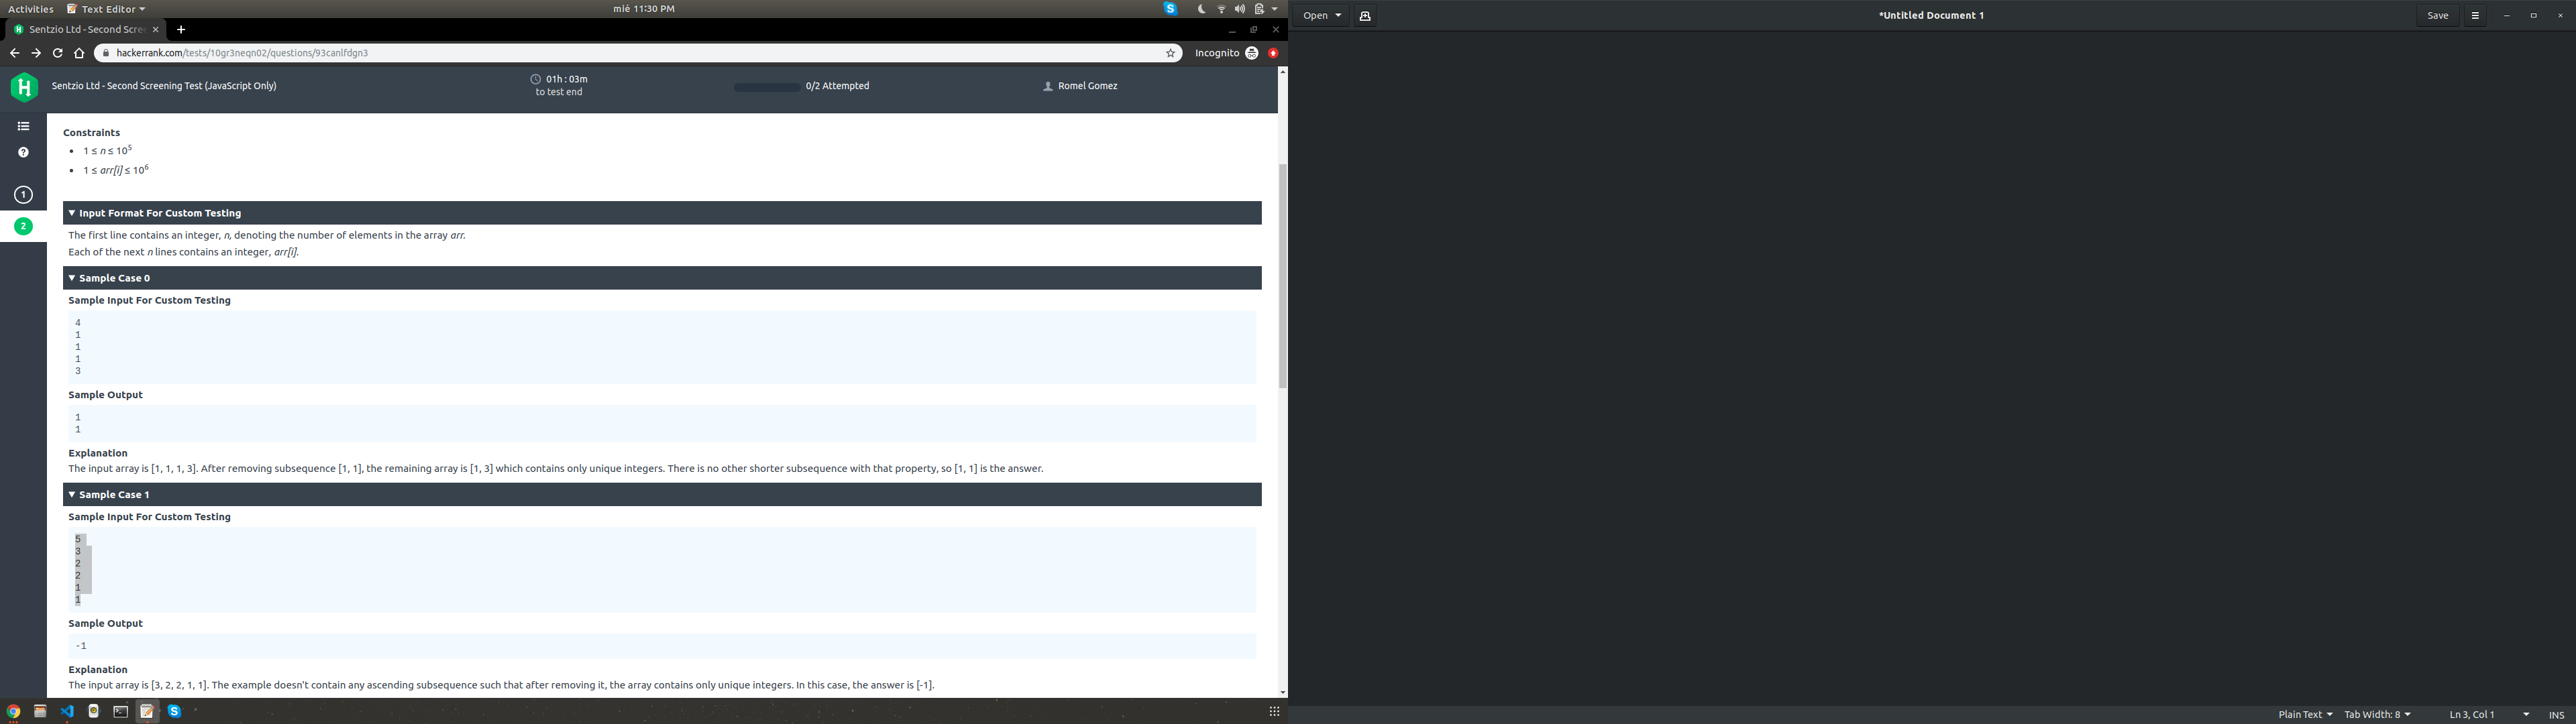 Activities Text Editor mié 11:30 PM
Sentzio Ltd - Second Scree
hackerrank.com/tests/10gr3neqn02/questions/93canlfdgn3 Incognito
Sentzio Ltd - Second Screening Test (JavaScript Only) 01h : 03m to test end 0/2 Attempted Romel Gomez
1
2
Constraints
• 1 ≤ n ≤ 10⁵
• 1 ≤ arr[i] ≤ 10⁶
▼ Input Format For Custom Testing
The first line contains an integer, n, denoting the number of elements in the array arr.
Each of the next n lines contains an integer, arr[i].
▼ Sample Case 0
Sample Input For Custom Testing
4
1
1
1
3
Sample Output
1
1
Explanation
The input array is [1, 1, 1, 3]. After removing subsequence [1, 1], the remaining array is [1, 3] which contains only unique integers. There is no other shorter subsequence with that property, so [1, 1] is the answer.
▼ Sample Case 1
Sample Input For Custom Testing
5
3
2
2
1
1
Sample Output
-1
Explanation
The input array is [3, 2, 2, 1, 1]. The example doesn't contain any ascending subsequence such that after removing it, the array contains only unique integers. In this case, the answer is [-1].
Open *Untitled Document 1 Save
Plain Text Tab Width: 8 Ln 3, Col 1 INS